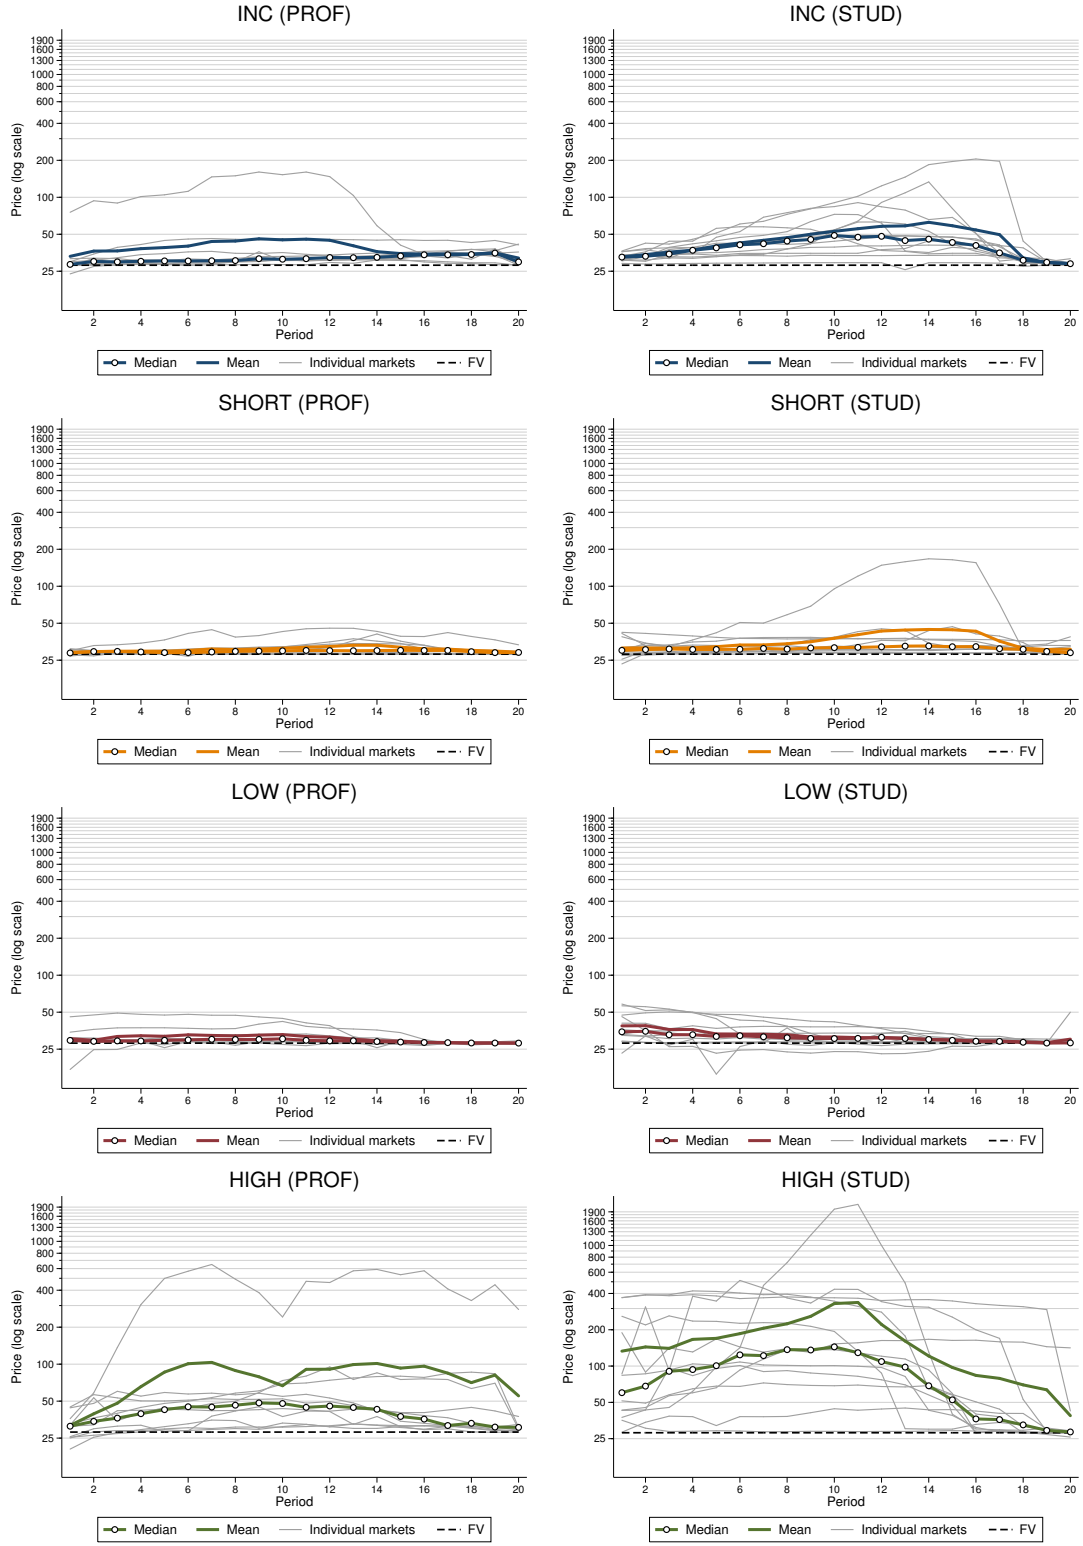 INC (PROF)
Price (log scale)
1900
1600
1300
1000
800
600
400
200
100
50
25
2 4 6 8 10 12 14 16 18 20
Period
Median Mean Individual markets FV
INC (STUD)
Price (log scale)
1900
1600
1300
1000
800
600
400
200
100
50
25
2 4 6 8 10 12 14 16 18 20
Period
Median Mean Individual markets FV
SHORT (PROF)
Price (log scale)
1900
1600
1300
1000
800
600
400
200
100
50
25
2 4 6 8 10 12 14 16 18 20
Period
Median Mean Individual markets FV
SHORT (STUD)
Price (log scale)
1900
1600
1300
1000
800
600
400
200
100
50
25
2 4 6 8 10 12 14 16 18 20
Period
Median Mean Individual markets FV
LOW (PROF)
Price (log scale)
1900
1600
1300
1000
800
600
400
200
100
50
25
2 4 6 8 10 12 14 16 18 20
Period
Median Mean Individual markets FV
LOW (STUD)
Price (log scale)
1900
1600
1300
1000
800
600
400
200
100
50
25
2 4 6 8 10 12 14 16 18 20
Period
Median Mean Individual markets FV
HIGH (PROF)
Price (log scale)
1900
1600
1300
1000
800
600
400
200
100
50
25
2 4 6 8 10 12 14 16 18 20
Period
Median Mean Individual markets FV
HIGH (STUD)
Price (log scale)
1900
1600
1300
1000
800
600
400
200
100
50
25
2 4 6 8 10 12 14 16 18 20
Period
Median Mean Individual markets FV